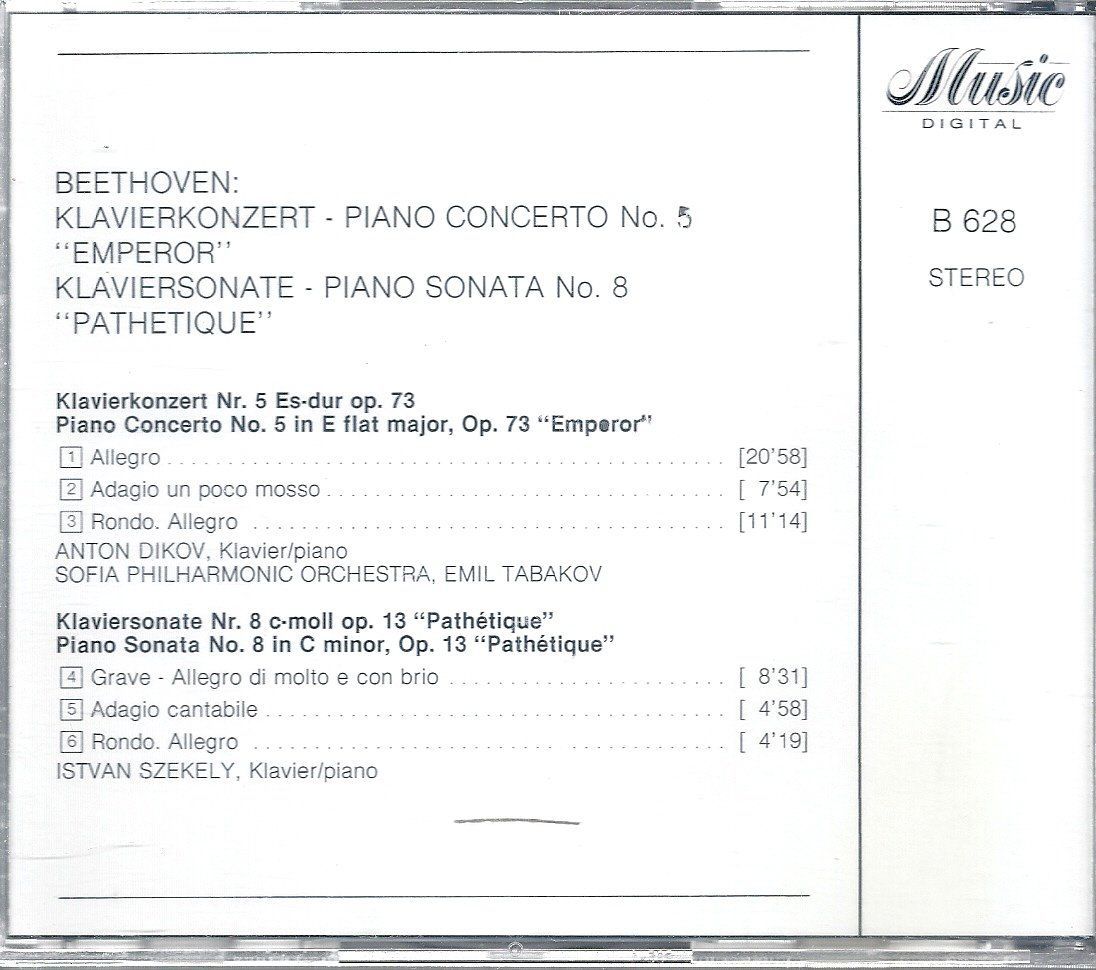 BEETHOVEN:
KLAVIERKONZERT - PIANO CONCERTO No. 5
"EMPEROR"
KLAVIERSONATE - PIANO SONATA No. 8
"PATHETIQUE"
Klavierkonzert Nr. 5 Es-dur op. 73
Piano Concerto No. 5 in E flat major, Op. 73 "Emperor"
1 Allegro . . . . . . . . . . . . . . . . . . . . [20'58]
2 Adagio un poco mosso . . . . . . . . . . . . . . . [ 7'54]
3 Rondo. Allegro . . . . . . . . . . . . . . . . . . [11'14]
ANTON DIKOV, Klavier/piano
SOFIA PHILHARMONIC ORCHESTRA, EMIL TABAKOV
Klaviersonate Nr. 8 c-moll op. 13 "Pathétique"
Piano Sonata No. 8 in C minor, Op. 13 "Pathétique"
4 Grave - Allegro di molto e con brio . . . . . . . . . . [ 8'31]
5 Adagio cantabile . . . . . . . . . . . . . . . . . [ 4'58]
6 Rondo. Allegro . . . . . . . . . . . . . . . . . . [ 4'19]
ISTVAN SZEKELY, Klavier/piano
Music
DIGITAL
B 628
STEREO